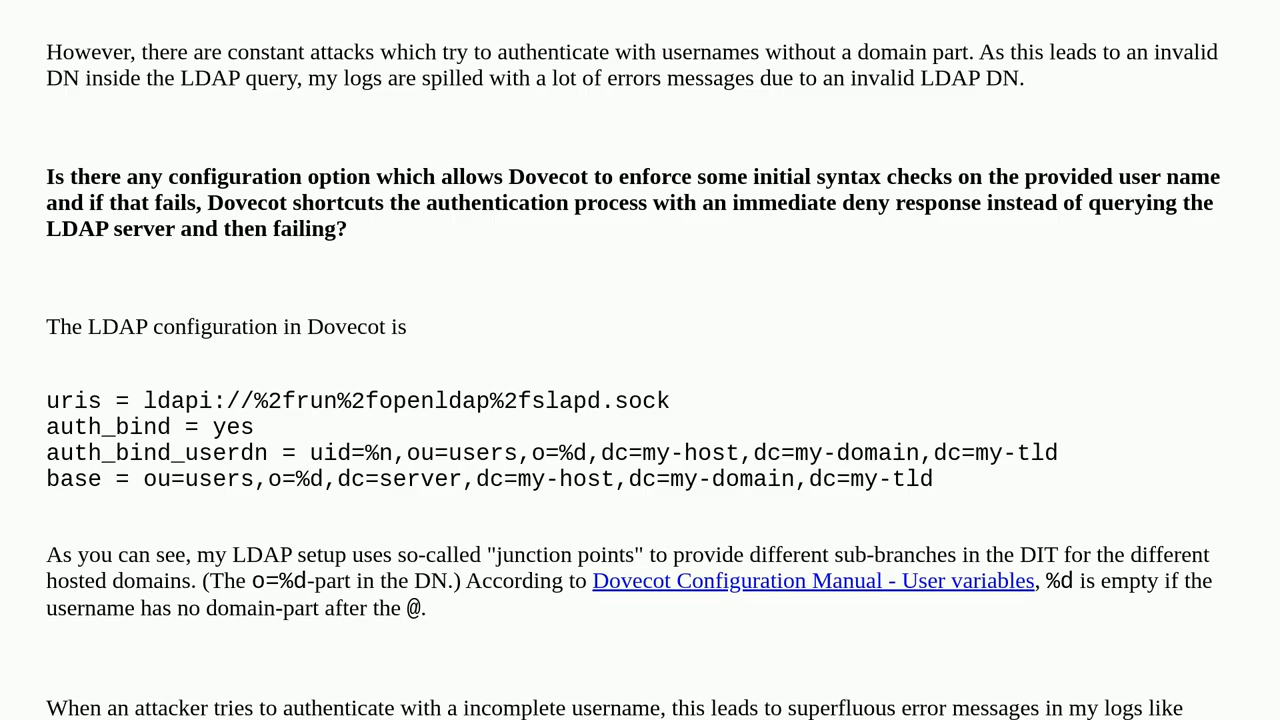 However, there are constant attacks which try to authenticate with usernames without a domain part. As this leads to an invalid
DN inside the LDAP query, my logs are spilled with a lot of errors messages due to an invalid LDAP DN.
Is there any configuration option which allows Dovecot to enforce some initial syntax checks on the provided user name
and if that fails, Dovecot shortcuts the authentication process with an immediate deny response instead of querying the
LDAP server and then failing?
The LDAP configuration in Dovecot is
uris = ldapi://%2frun%2fopenldap%2fslapd.sock
auth_bind = yes
auth_bind_userdn = uid=%n,ou=users,o=%d,dc=my-host,dc=my-domain,dc=my-tld
base = ou=users,o=%d,dc=server,dc=my-host,dc=my-domain,dc=my-tld
As you can see, my LDAP setup uses so-called "junction points" to provide different sub-branches in the DIT for the different
hosted domains. (The o=%d-part in the DN.) According to Dovecot Configuration Manual - User variables, %d is empty if the
username has no domain-part after the @.
When an attacker tries to authenticate with a incomplete username, this leads to superfluous error messages in my logs like